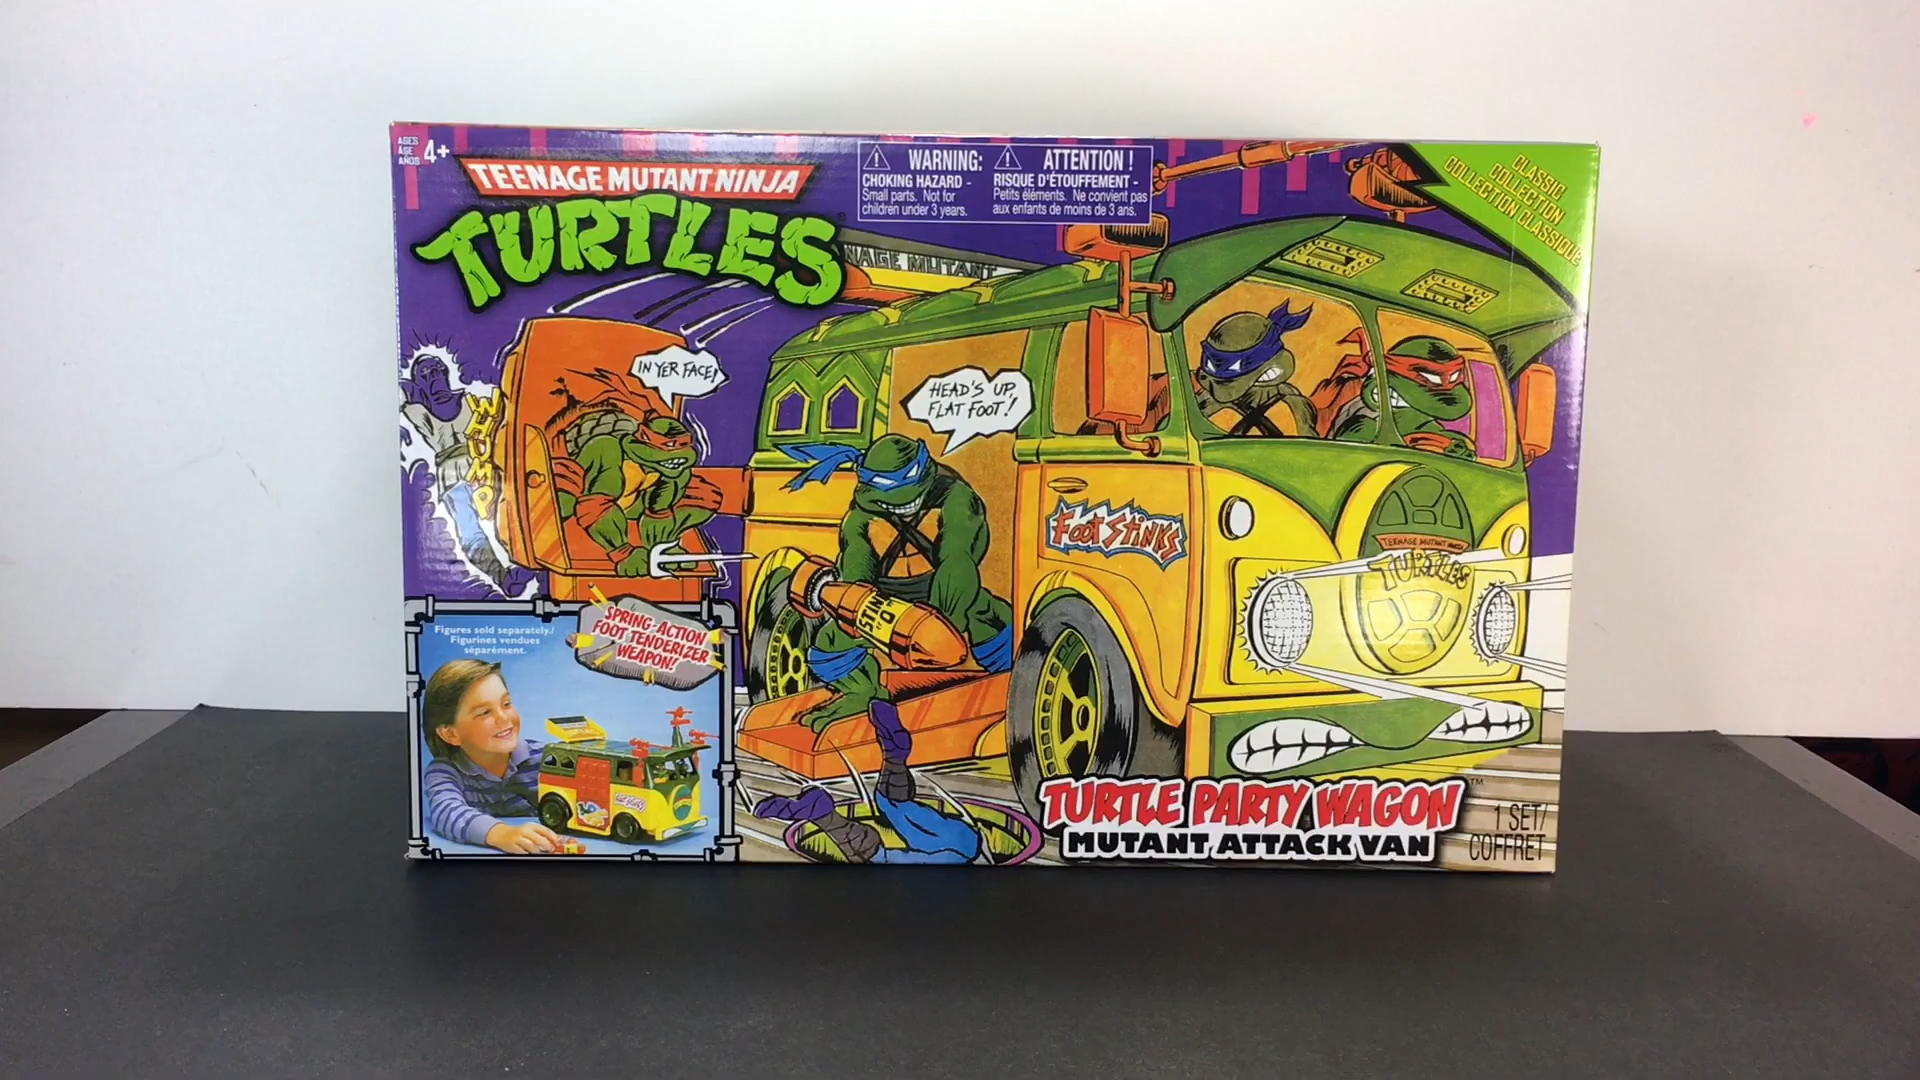 AGES
ÂGE
AÑOS
4+
TEENAGE MUTANT NINJA
TURTLES
WARNING:
CHOKING HAZARD -
Small parts. Not for
children under 3 years.
ATTENTION !
RISQUE D'ÉTOUFFEMENT -
Petits éléments. Ne convient pas
aux enfants de moins de 3 ans.
CLASSIC
COLLECTION
COLLECTION CLASSIQUE
NAGE MUTANT
IN YER FACE!
WHUMP
HEAD'S UP,
FLAT FOOT!
FOOT STINKS
TEENAGE MUTANT NINJA
TURTLES
Figures sold separately./
Figurines vendues
séparément.
SPRING-ACTION
FOOT TENDERIZER
WEAPON!
TURTLE PARTY WAGON™
MUTANT ATTACK VAN
1 SET/
COFFRET